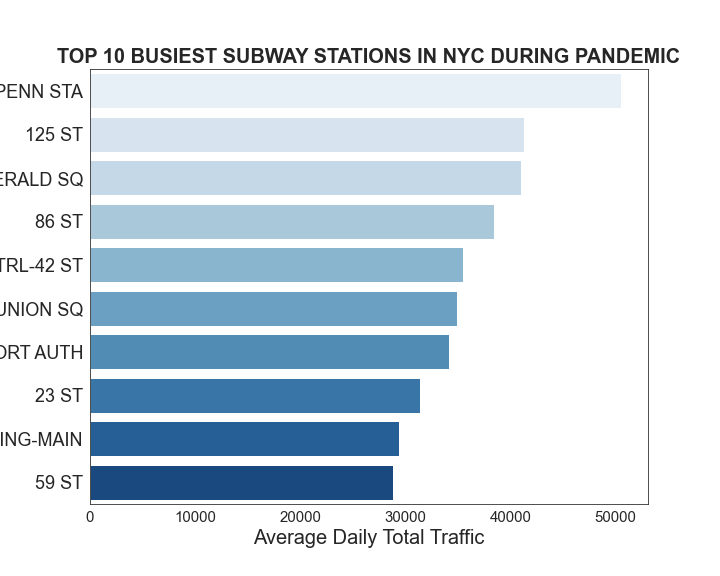 TOP 10 BUSIEST SUBWAY STATIONS IN NYC DURING PANDEMIC
PENN STA
125 ST
ERALD SQ
86 ST
TRL-42 ST
UNION SQ
ORT AUTH
23 ST
ING-MAIN
59 ST
0 10000 20000 30000 40000 50000
Average Daily Total Traffic